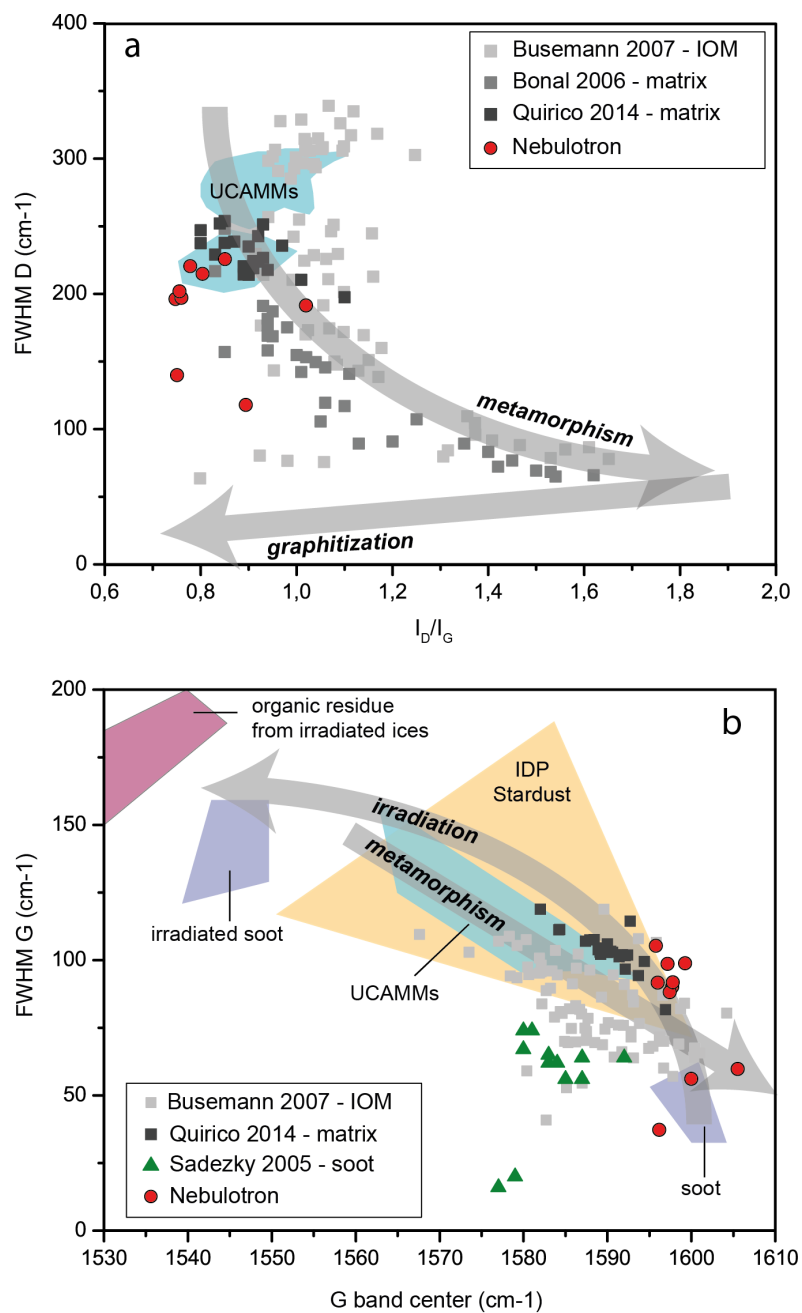 a
400
300
200
100
0
FWHM D (cm-1)
Busemann 2007 - IOM
Bonal 2006 - matrix
Quirico 2014 - matrix
Nebulotron
UCAMMs
metamorphism
graphitization
0,6 0,8 1,0 1,2 1,4 1,6 1,8 2,0
I_D/I_G
b
200
150
100
50
0
FWHM G (cm-1)
organic residue
from irradiated ices
IDP
Stardust
irradiation
metamorphism
irradiated soot
UCAMMs
Busemann 2007 - IOM
Quirico 2014 - matrix
Sadezky 2005 - soot
Nebulotron
soot
1530 1540 1550 1560 1570 1580 1590 1600 1610
G band center (cm-1)